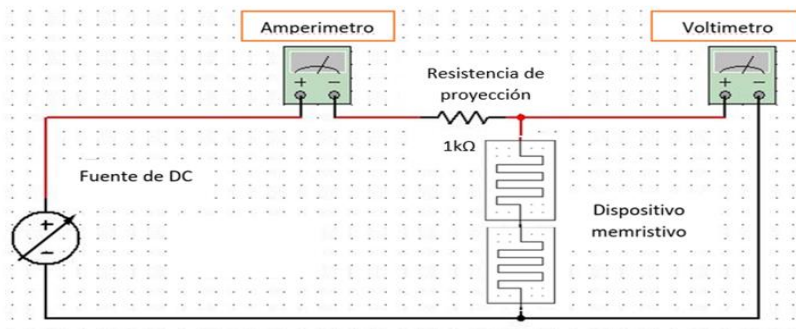 Amperimetro
Voltimetro
+ −
+ −
Resistencia de
proyección
1kΩ
Fuente de DC
Dispositivo
memristivo
+
−